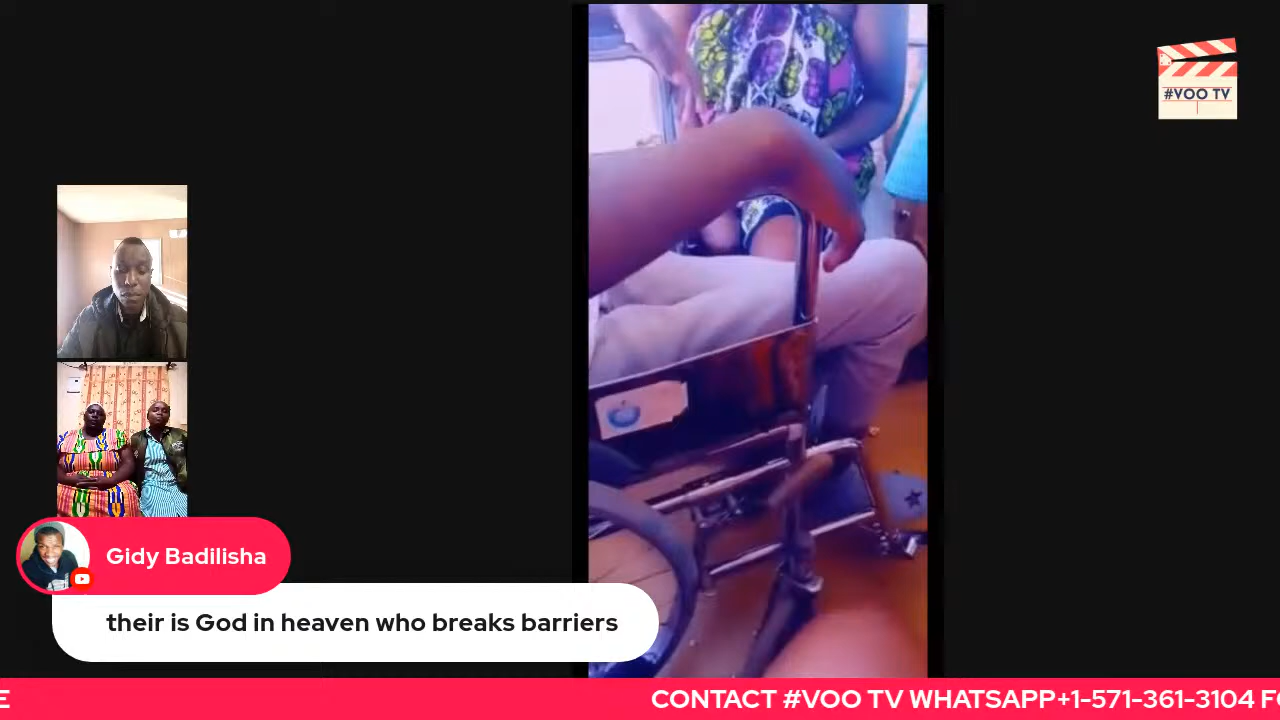 #VOO TV
Gidy Badilisha
their is God in heaven who breaks barriers
E
CONTACT #VOO TV WHATSAPP+1-571-361-3104 FO